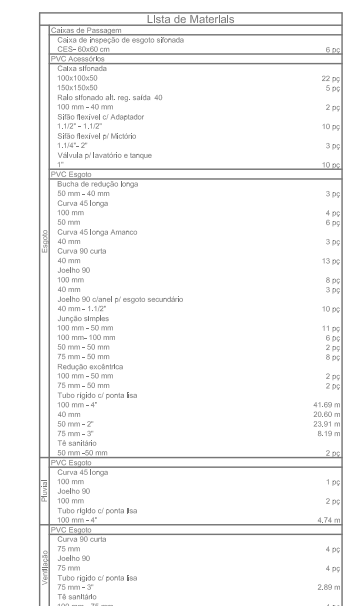 Lista de Materiais
Esgoto
Caixas de Passagem
Caixa de inspeção de esgoto sifonada
CES- 60x60 cm 6 pç
PVC Acessórios
Caixa sifonada
100x100x50 22 pç
150x150x50 5 pç
Ralo sifonado alt. reg. saída 40
100 mm - 40 mm 2 pç
Sifão flexível c/ Adaptador
1.1/2" - 1.1/2" 10 pç
Sifão flexível p/ Mictório
1.1/4"- 2" 3 pç
Válvula p/ lavatório e tanque
1" 10 pç
PVC Esgoto
Bucha de redução longa
50 mm - 40 mm 3 pç
Curva 45 longa
100 mm 4 pç
50 mm 6 pç
Curva 45 longa Amanco
40 mm 3 pç
Curva 90 curta
40 mm 13 pç
Joelho 90
100 mm 8 pç
40 mm 3 pç
Joelho 90 c/anel p/ esgoto secundário
40 mm - 1.1/2" 10 pç
Junção simples
100 mm - 50 mm 11 pç
100 mm- 100 mm 6 pç
50 mm - 50 mm 2 pç
75 mm - 50 mm 8 pç
Redução excêntrica
100 mm - 50 mm 2 pç
75 mm - 50 mm 2 pç
Tubo rígido c/ ponta lisa
100 mm - 4" 41.69 m
40 mm 20.60 m
50 mm - 2" 23.91 m
75 mm - 3" 8.19 m
Tê sanitário
50 mm -50 mm 2 pç
Pluvial
PVC Esgoto
Curva 45 longa
100 mm 1 pç
Joelho 90
100 mm 2 pç
Tubo rígido c/ ponta lisa
100 mm - 4" 4.74 m
Ventilação
PVC Esgoto
Curva 90 curta
75 mm 4 pç
Joelho 90
75 mm 4 pç
Tubo rígido c/ ponta lisa
75 mm - 3" 2.89 m
Tê sanitário